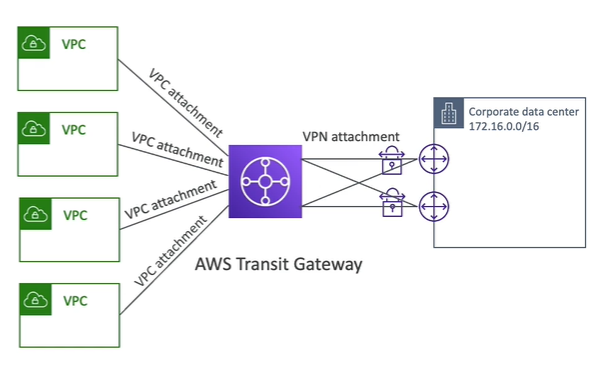 VPC
VPC
VPC
VPC
VPC attachment
VPC attachment
VPC attachment
VPC attachment
AWS Transit Gateway
VPN attachment
Corporate data center
172.16.0.0/16